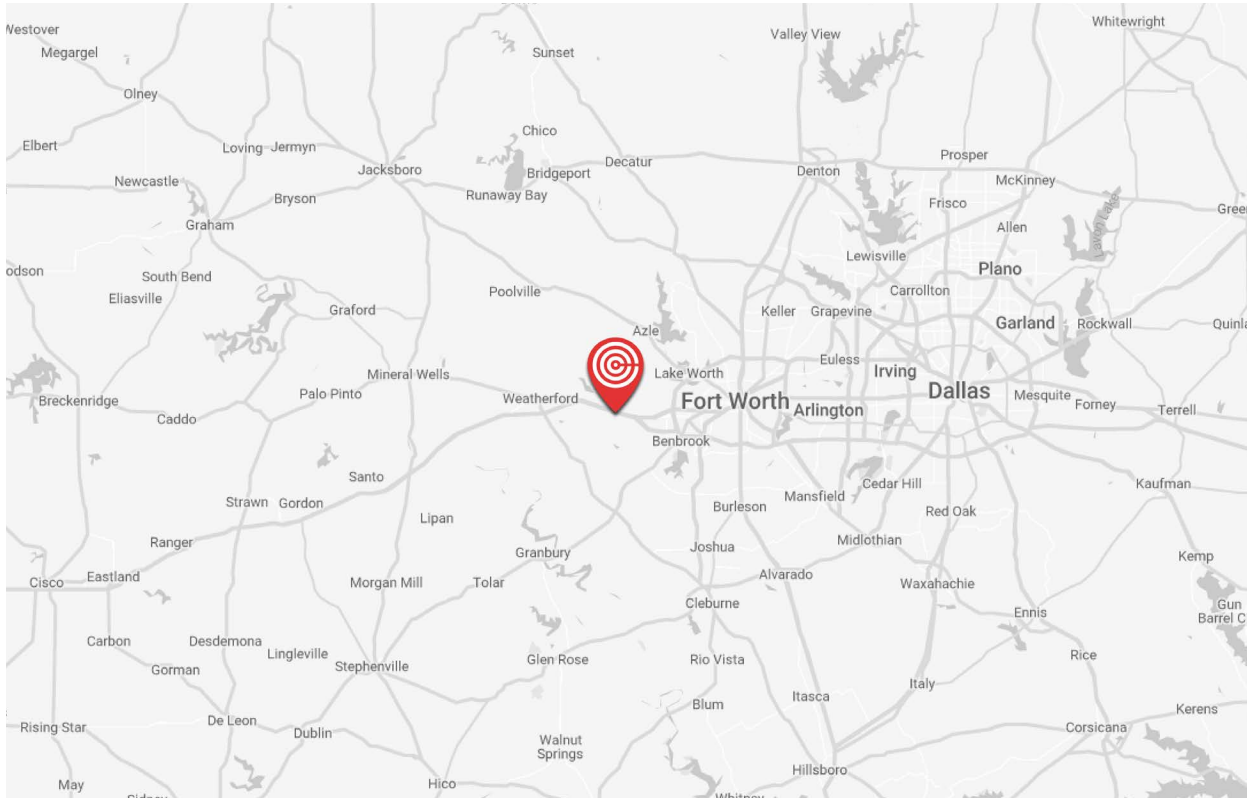 Westover
Whitewright
Valley View
Megargel
Sunset
Olney
Chico
Elbert
Loving
Jermyn
Decatur
Prosper
Jacksboro
Bridgeport
Denton
Newcastle
McKinney
Runaway Bay
Bryson
Frisco
Graham
Allen
Lavon Lake
Lewisville
Plano
South Bend
Poolville
Carrollton
Eliasville
Graford
Keller
Grapevine
Garland
Rockwall
Azle
Euless
Irving
Lake Worth
Mineral Wells
Palo Pinto
Weatherford
Fort Worth
Arlington
Dallas
Mesquite
Forney
Terrell
Breckenridge
Caddo
Benbrook
Santo
Cedar Hill
Kaufman
Mansfield
Strawn
Gordon
Burleson
Red Oak
Lipan
Ranger
Midlothian
Joshua
Granbury
Kemp
Eastland
Cisco
Morgan Mill
Tolar
Alvarado
Waxahachie
Cleburne
Gun
Barrel C
Ennis
Carbon
Desdemona
Lingleville
Rice
Gorman
Stephenville
Glen Rose
Rio Vista
Italy
Itasca
Blum
Kerens
De Leon
Rising Star
Dublin
Corsicana
Walnut
Springs
Hillsboro
May
Hico